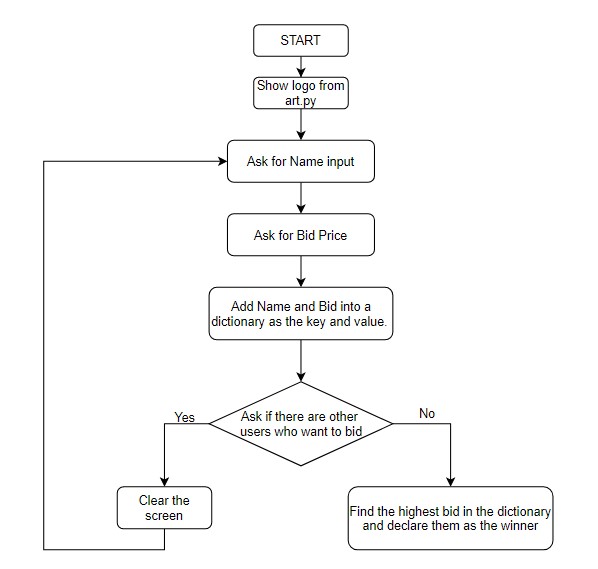 START
Show logo from
art.py
Ask for Name input
Ask for Bid Price
Add Name and Bid into a
dictionary as the key and value.
Ask if there are other
users who want to bid
Yes
No
Clear the
screen
Find the highest bid in the dictionary
and declare them as the winner